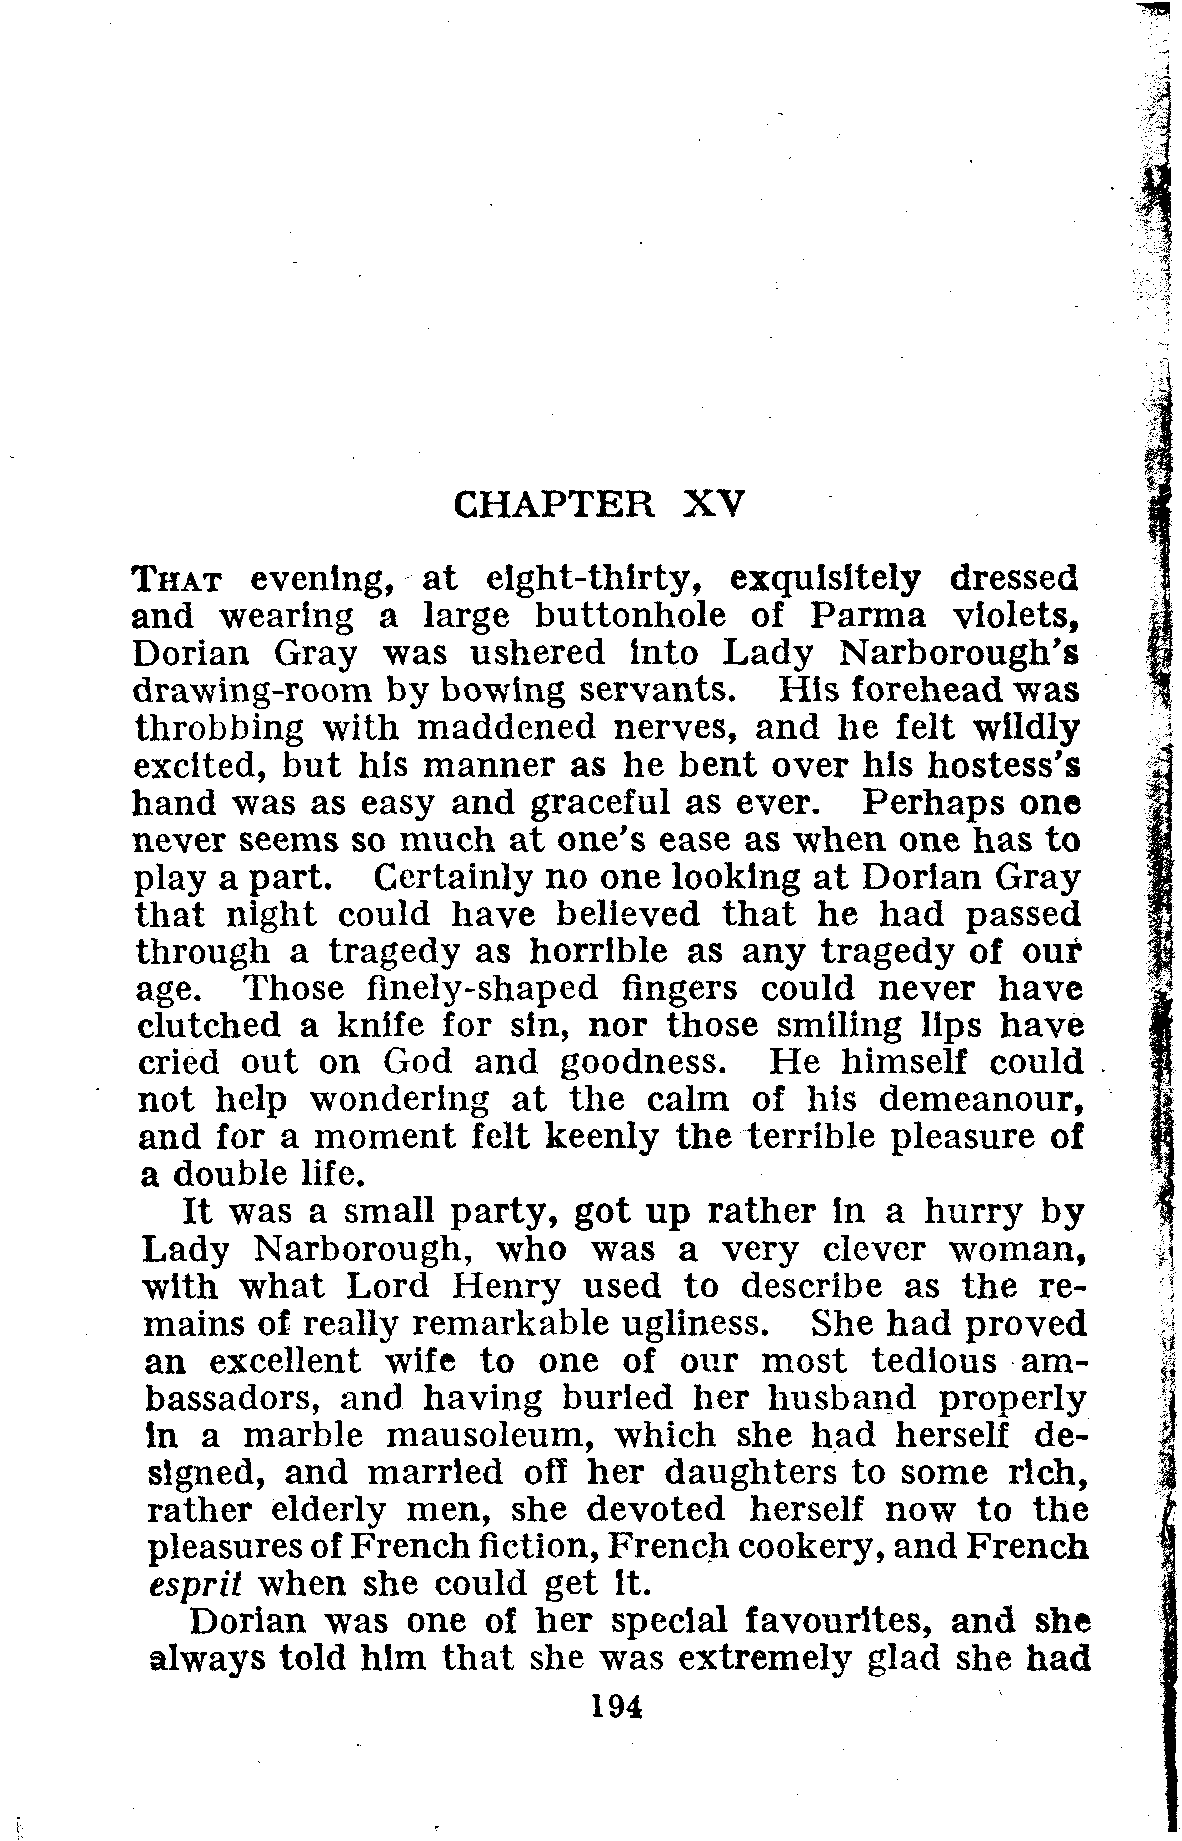 CHAPTER XV
THAT evening, at eight-thirty, exquisitely dressed
and wearing a large buttonhole of Parma violets,
Dorian Gray was ushered into Lady Narborough's
drawing-room by bowing servants. His forehead was
throbbing with maddened nerves, and he felt wildly
excited, but his manner as he bent over his hostess's
hand was as easy and graceful as ever. Perhaps one
never seems so much at one's ease as when one has to
play a part. Certainly no one looking at Dorian Gray
that night could have believed that he had passed
through a tragedy as horrible as any tragedy of our
age. Those finely-shaped fingers could never have
clutched a knife for sin, nor those smiling lips have
cried out on God and goodness. He himself could
not help wondering at the calm of his demeanour,
and for a moment felt keenly the terrible pleasure of
a double life.
It was a small party, got up rather in a hurry by
Lady Narborough, who was a very clever woman,
with what Lord Henry used to describe as the re-
mains of really remarkable ugliness. She had proved
an excellent wife to one of our most tedious am-
bassadors, and having buried her husband properly
in a marble mausoleum, which she had herself de-
signed, and married off her daughters to some rich,
rather elderly men, she devoted herself now to the
pleasures of French fiction, French cookery, and French
esprit when she could get it.
Dorian was one of her special favourites, and she
always told him that she was extremely glad she had
194